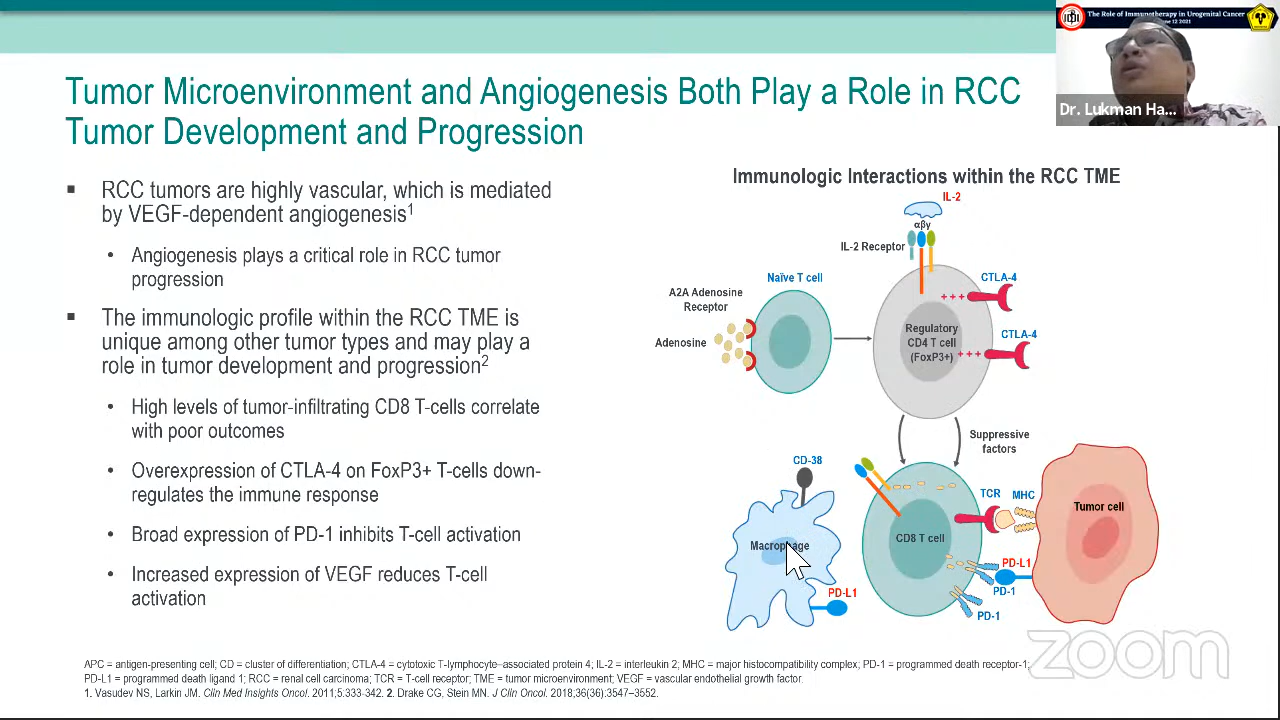 The Role of Immunotherapy in Urogenital Cancer
June 12 2021
Dr. Lukman Ha...
Tumor Microenvironment and Angiogenesis Both Play a Role in RCC
Tumor Development and Progression
▪ RCC tumors are highly vascular, which is mediated
by VEGF-dependent angiogenesis1
• Angiogenesis plays a critical role in RCC tumor
progression
▪ The immunologic profile within the RCC TME is
unique among other tumor types and may play a
role in tumor development and progression2
• High levels of tumor-infiltrating CD8 T-cells correlate
with poor outcomes
• Overexpression of CTLA-4 on FoxP3+ T-cells down-
regulates the immune response
• Broad expression of PD-1 inhibits T-cell activation
• Increased expression of VEGF reduces T-cell
activation
Immunologic Interactions within the RCC TME
IL-2
αβγ
IL-2 Receptor
Naïve T cell
A2A Adenosine
Receptor
Adenosine
CTLA-4
+++
Regulatory
CD4 T cell
(FoxP3+)
CTLA-4
+++
Suppressive
factors
CD-38
Macrophage
PD-L1
CD8 T cell
TCR
MHC
Tumor cell
PD-L1
PD-1
PD-1
zoom
APC = antigen-presenting cell; CD = cluster of differentiation; CTLA-4 = cytotoxic T-lymphocyte–associated protein 4; IL-2 = interleukin 2; MHC = major histocompatibility complex; PD-1 = programmed death receptor-1;
PD-L1 = programmed death ligand 1; RCC = renal cell carcinoma; TCR = T-cell receptor; TME = tumor microenvironment; VEGF = vascular endothelial growth factor.
1. Vasudev NS, Larkin JM. Clin Med Insights Oncol. 2011;5:333-342. 2. Drake CG, Stein MN. J Clin Oncol. 2018;36(36):3547–3552.